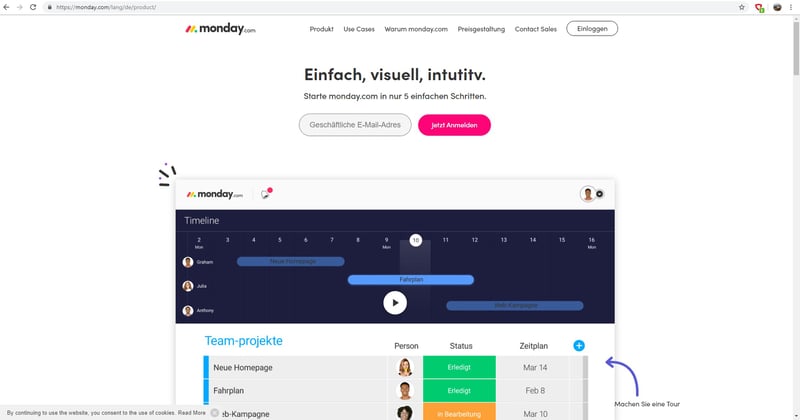 https://monday.com/lang/de/product/
monday.com
Produkt Use Cases Warum monday.com Preisgestaltung Contact Sales Einloggen
Einfach, visuell, intutitv.
Starte monday.com in nur 5 einfachen Schritten.
Geschäftliche E-Mail-Adres Jetzt Anmelden
monday.com
Timeline
2 3 4 5 6 7 8 9 10 11 12 13 14 15 16
Mon Mon Mon
Graham Neue Homepage
Julia Fahrplan
Anthony Web-Kampagne
Team-projekte Person Status Zeitplan
Neue Homepage Erledigt Mar 14
Fahrplan Erledigt Feb 8
Machen Sie eine Tour
eb-Kampagne in Bearbeitung Mar 10
By continuing to use the website, you consent to the use of cookies. Read More